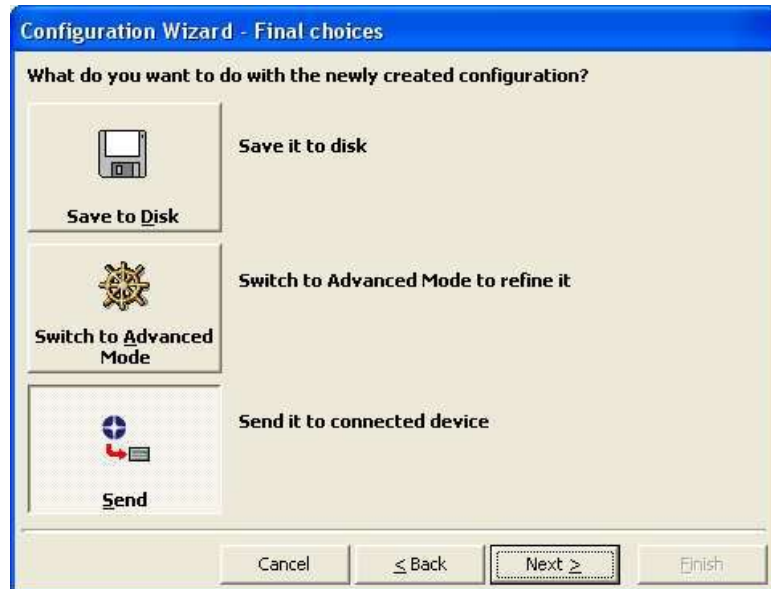 Configuration Wizard - Final choices
What do you want to do with the newly created configuration?
Save to Disk
Save it to disk
Switch to Advanced
Mode
Switch to Advanced Mode to refine it
Send
Send it to connected device
Cancel
< Back
Next >
Finish